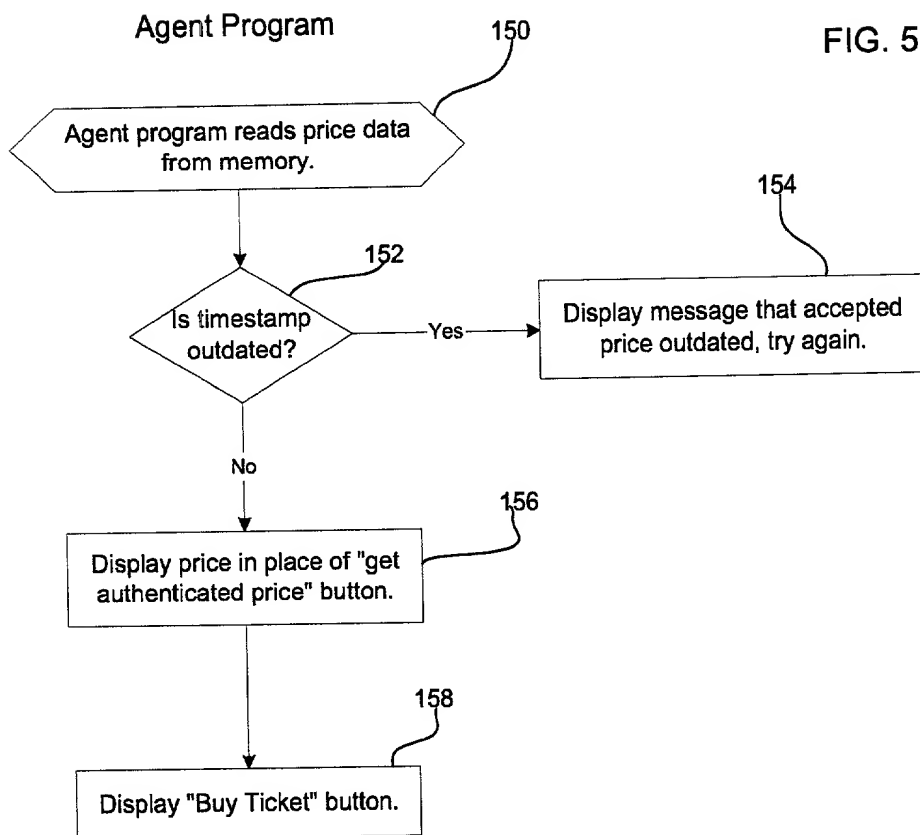 Agent Program
150
FIG. 5
Agent program reads price data
from memory.
154
152
Is timestamp
outdated?
Yes
Display message that accepted
price outdated, try again.
No
156
Display price in place of "get
authenticated price" button.
158
Display "Buy Ticket" button.